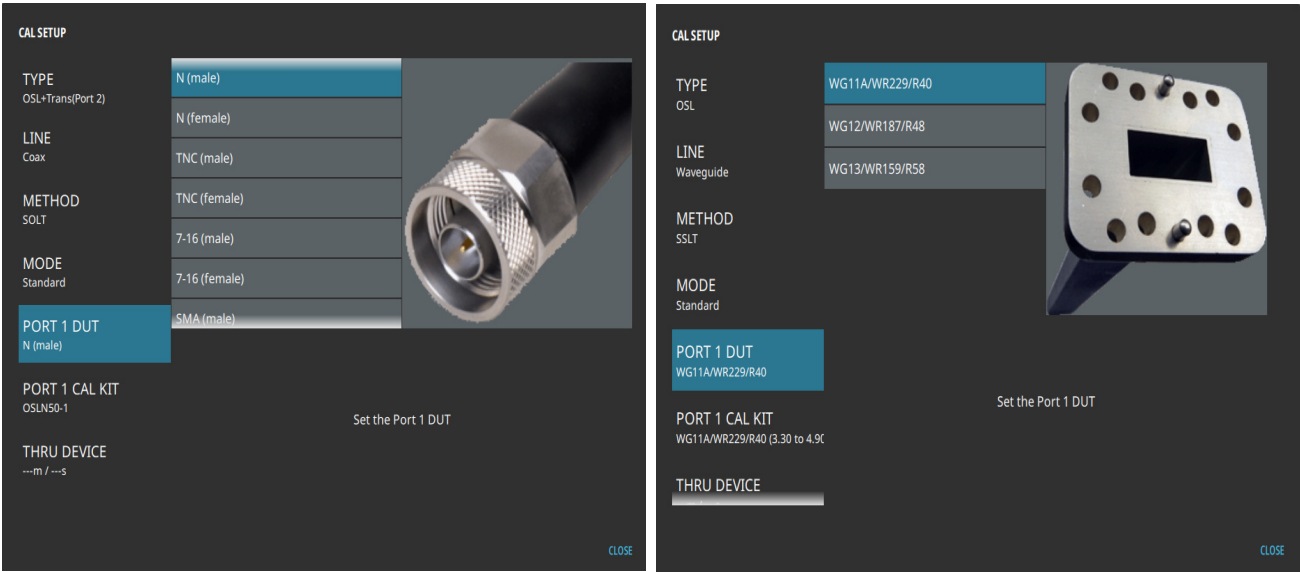 CAL SETUP
TYPE
OSL+Trans(Port 2)
LINE
Coax
METHOD
SOLT
MODE
Standard
PORT 1 DUT
N (male)
PORT 1 CAL KIT
OSLN50-1
THRU DEVICE
---m / ---s
N (male)
N (female)
TNC (male)
TNC (female)
7-16 (male)
7-16 (female)
SMA (male)
Set the Port 1 DUT
CLOSE
CAL SETUP
TYPE
OSL
LINE
Waveguide
METHOD
SSLT
MODE
Standard
PORT 1 DUT
WG11A/WR229/R40
PORT 1 CAL KIT
WG11A/WR229/R40 (3.30 to 4.90
THRU DEVICE
WG11A/WR229/R40
WG12/WR187/R48
WG13/WR159/R58
Set the Port 1 DUT
CLOSE